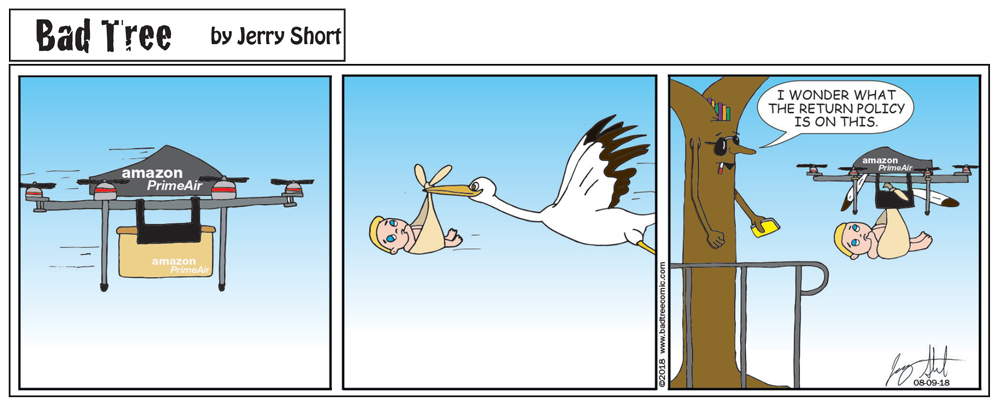 Bad Tree by Jerry Short
amazon
PrimeAir
amazon
PrimeAir
I WONDER WHAT
THE RETURN POLICY
IS ON THIS.
amazon
PrimeAir
©2018 www.badtreecomic.com
08-09-18